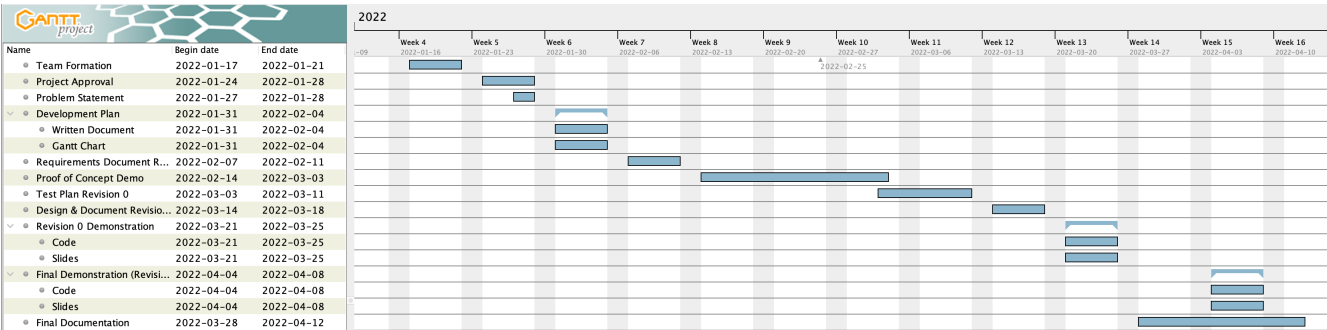 GANTT
project
2022
Name Begin date End date
Week 4 Week 5 Week 6 Week 7 Week 8 Week 9 Week 10 Week 11 Week 12 Week 13 Week 14 Week 15 Week 16
-09 2022-01-16 2022-01-23 2022-01-30 2022-02-06 2022-02-13 2022-02-20 2022-02-27 2022-03-06 2022-03-13 2022-03-20 2022-03-27 2022-04-03 2022-04-10
2022-02-25
Team Formation 2022-01-17 2022-01-21
Project Approval 2022-01-24 2022-01-28
Problem Statement 2022-01-27 2022-01-28
Development Plan 2022-01-31 2022-02-04
Written Document 2022-01-31 2022-02-04
Gantt Chart 2022-01-31 2022-02-04
Requirements Document R... 2022-02-07 2022-02-11
Proof of Concept Demo 2022-02-14 2022-03-03
Test Plan Revision 0 2022-03-03 2022-03-11
Design & Document Revisio... 2022-03-14 2022-03-18
Revision 0 Demonstration 2022-03-21 2022-03-25
Code 2022-03-21 2022-03-25
Slides 2022-03-21 2022-03-25
Final Demonstration (Revisi... 2022-04-04 2022-04-08
Code 2022-04-04 2022-04-08
Slides 2022-04-04 2022-04-08
Final Documentation 2022-03-28 2022-04-12